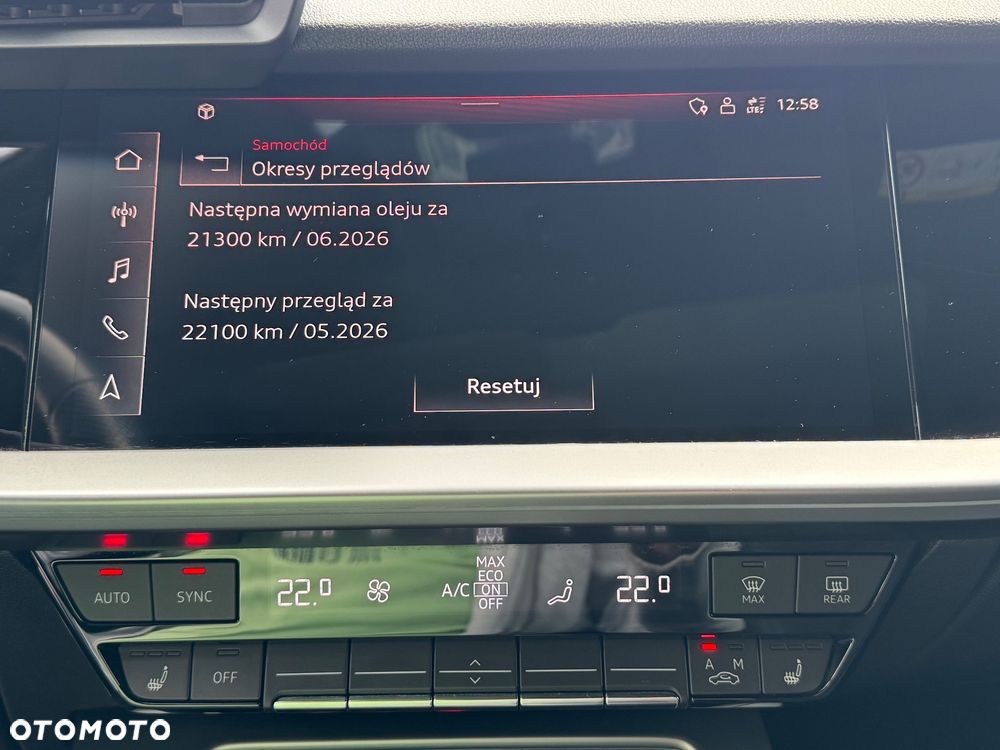 LTE
12:58
Samochód
Okresy przeglądów
Następna wymiana oleju za
21300 km / 06.2026
Następny przegląd za
22100 km / 05.2026
Resetuj
AUTO
SYNC
22.0
A/C
MAX
ECO
ON
OFF
22.0
MAX
REAR
OFF
A M
OTOMOTO